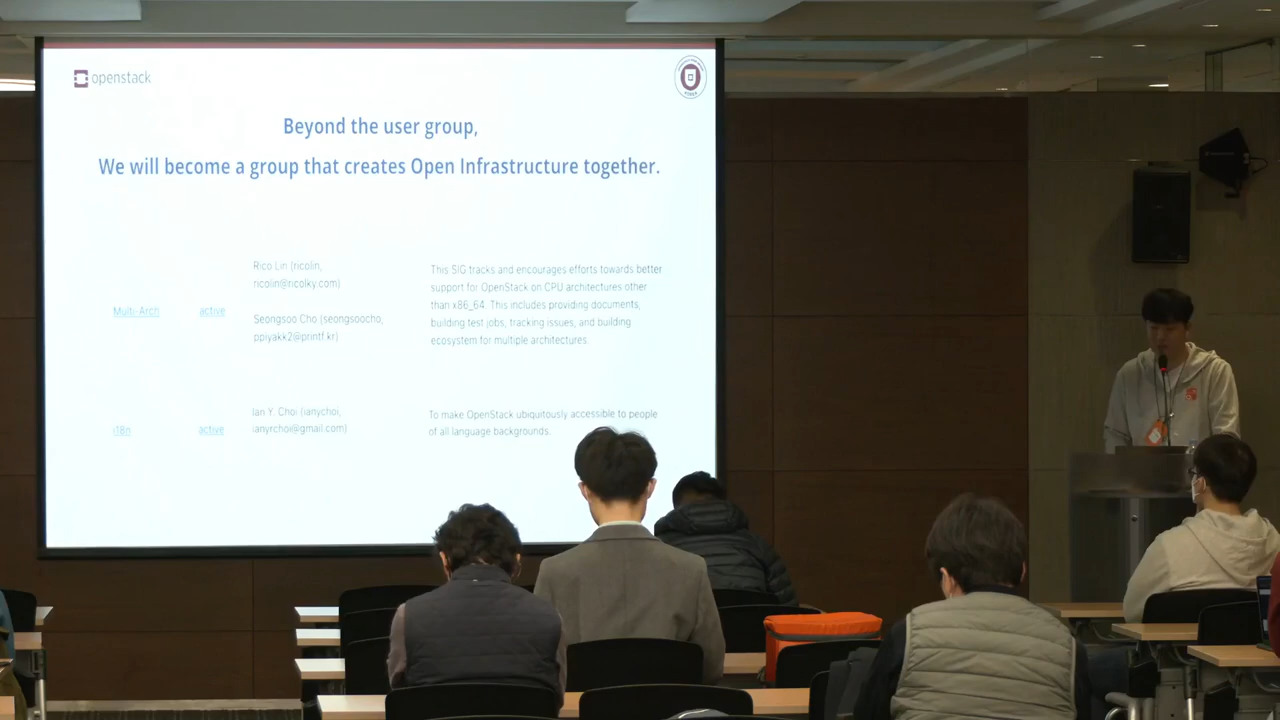 openstack
KOREA
Beyond the user group,
We will become a group that creates Open Infrastructure together.
Multi-Arch
active
Rico Lin (ricolin,
ricolin@ricolky.com)
Seongsoo Cho (seongsoocho,
ppiyakk2@printf.kr)
This SIG tracks and encourages efforts towards better
support for OpenStack on CPU architectures other
than x86_64. This includes providing documents,
building test jobs, tracking issues, and building
ecosystem for multiple architectures
i18n
active
Ian Y. Choi (ianychoi,
ianyrchoi@gmail.com)
To make OpenStack ubiquitously accessible to people
of all language backgrounds.